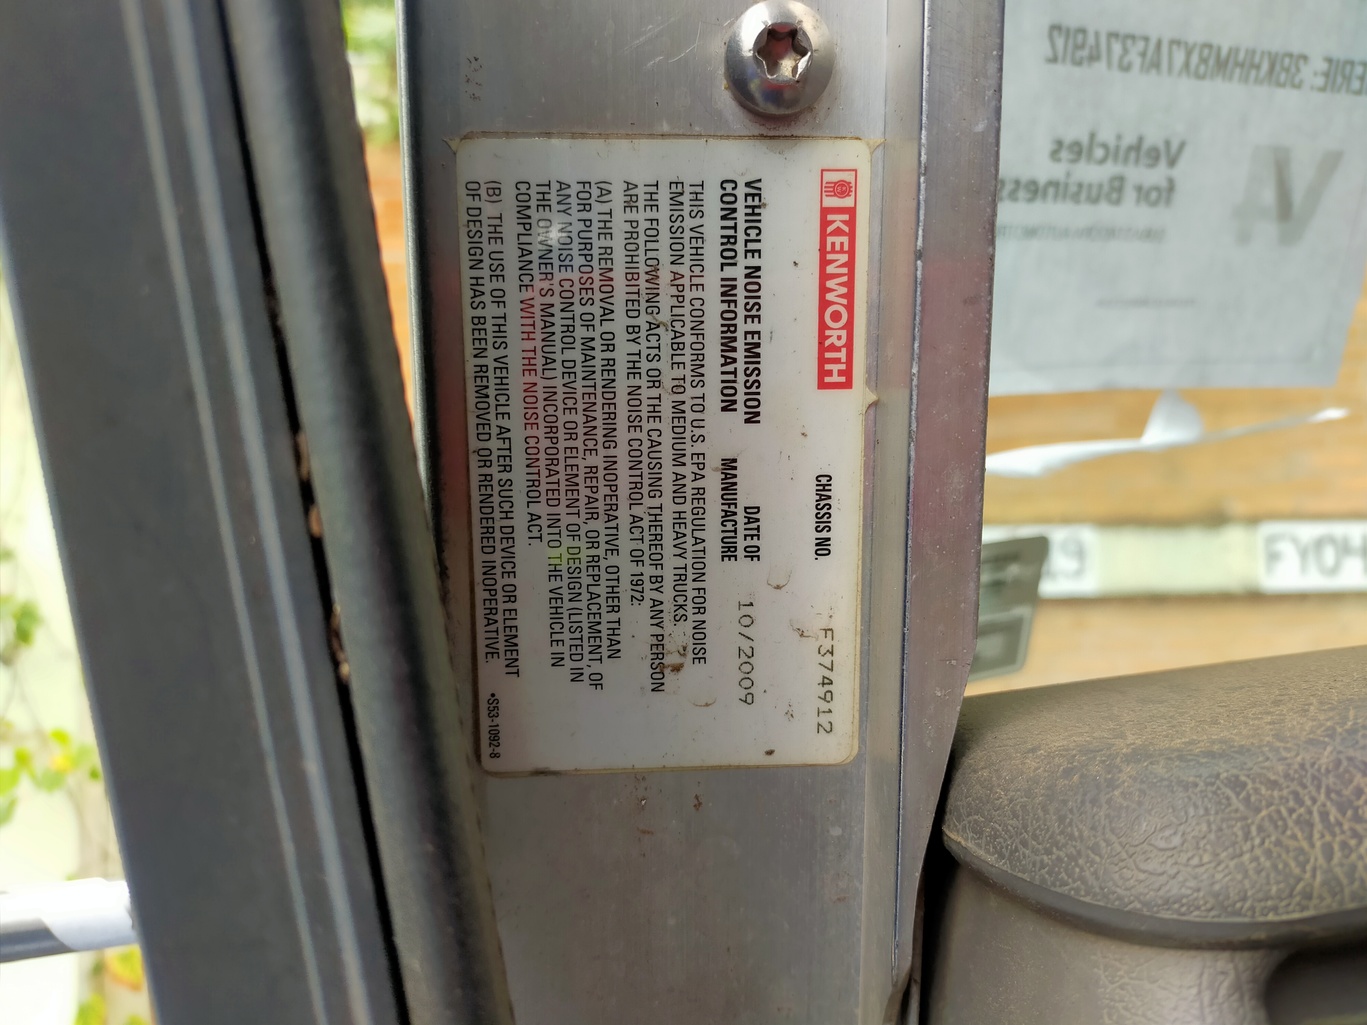 KENWORTH
CHASSIS NO. F374912
VEHICLE NOISE EMISSION
CONTROL INFORMATION
DATE OF
MANUFACTURE
10/2009
THIS VEHICLE CONFORMS TO U.S. EPA REGULATION FOR NOISE
EMISSION APPLICABLE TO MEDIUM AND HEAVY TRUCKS.
THE FOLLOWING ACTS OR THE CAUSING THEREOF BY ANY PERSON
ARE PROHIBITED BY THE NOISE CONTROL ACT OF 1972:
(A) THE REMOVAL OR RENDERING INOPERATIVE, OTHER THAN
FOR PURPOSES OF MAINTENANCE, REPAIR, OR REPLACEMENT, OF
ANY NOISE CONTROL DEVICE OR ELEMENT OF DESIGN (LISTED IN
THE OWNER'S MANUAL) INCORPORATED INTO THE VEHICLE IN
COMPLIANCE WITH THE NOISE CONTROL ACT.
(B) THE USE OF THIS VEHICLE AFTER SUCH DEVICE OR ELEMENT
OF DESIGN HAS BEEN REMOVED OR RENDERED INOPERATIVE.
•S53-1092-8
ERIE: 3BKHHM8X7AF374912
Vehicles
for Business
FY04